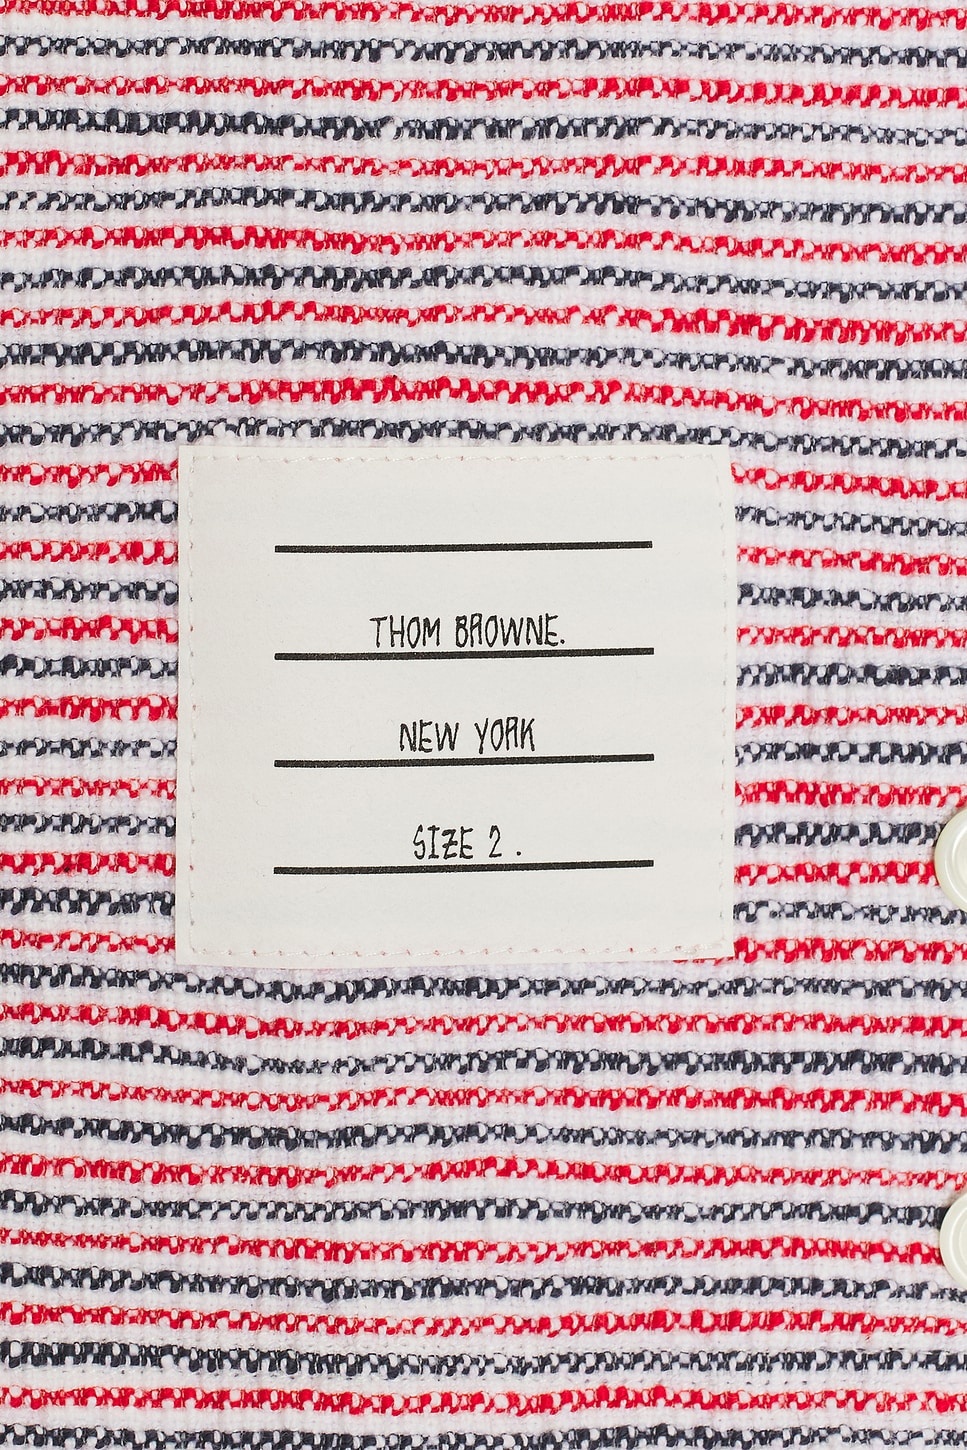 THOM BROWNE.
NEW YORK
SIZE 2 .